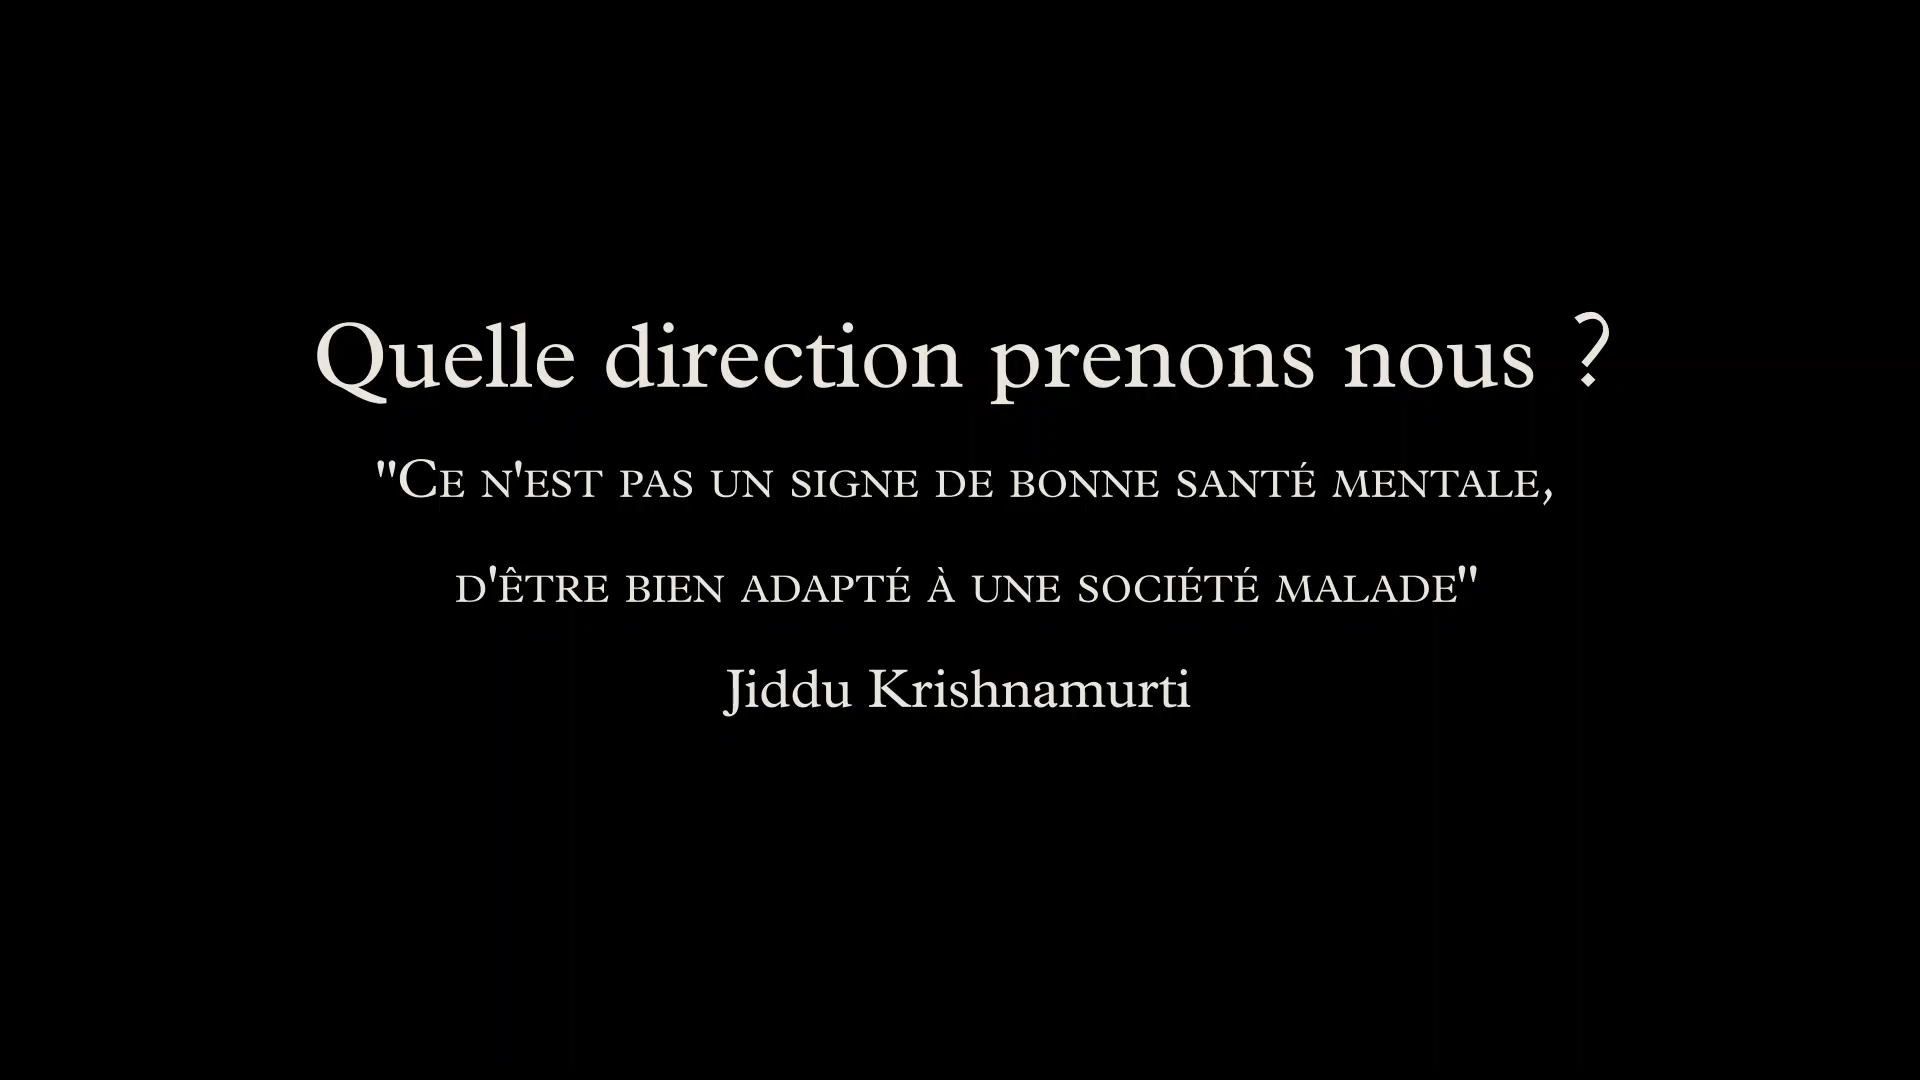 Quelle direction prenons nous ?
"Ce n'est pas un signe de bonne santé mentale,
d'être bien adapté à une société malade"
Jiddu Krishnamurti